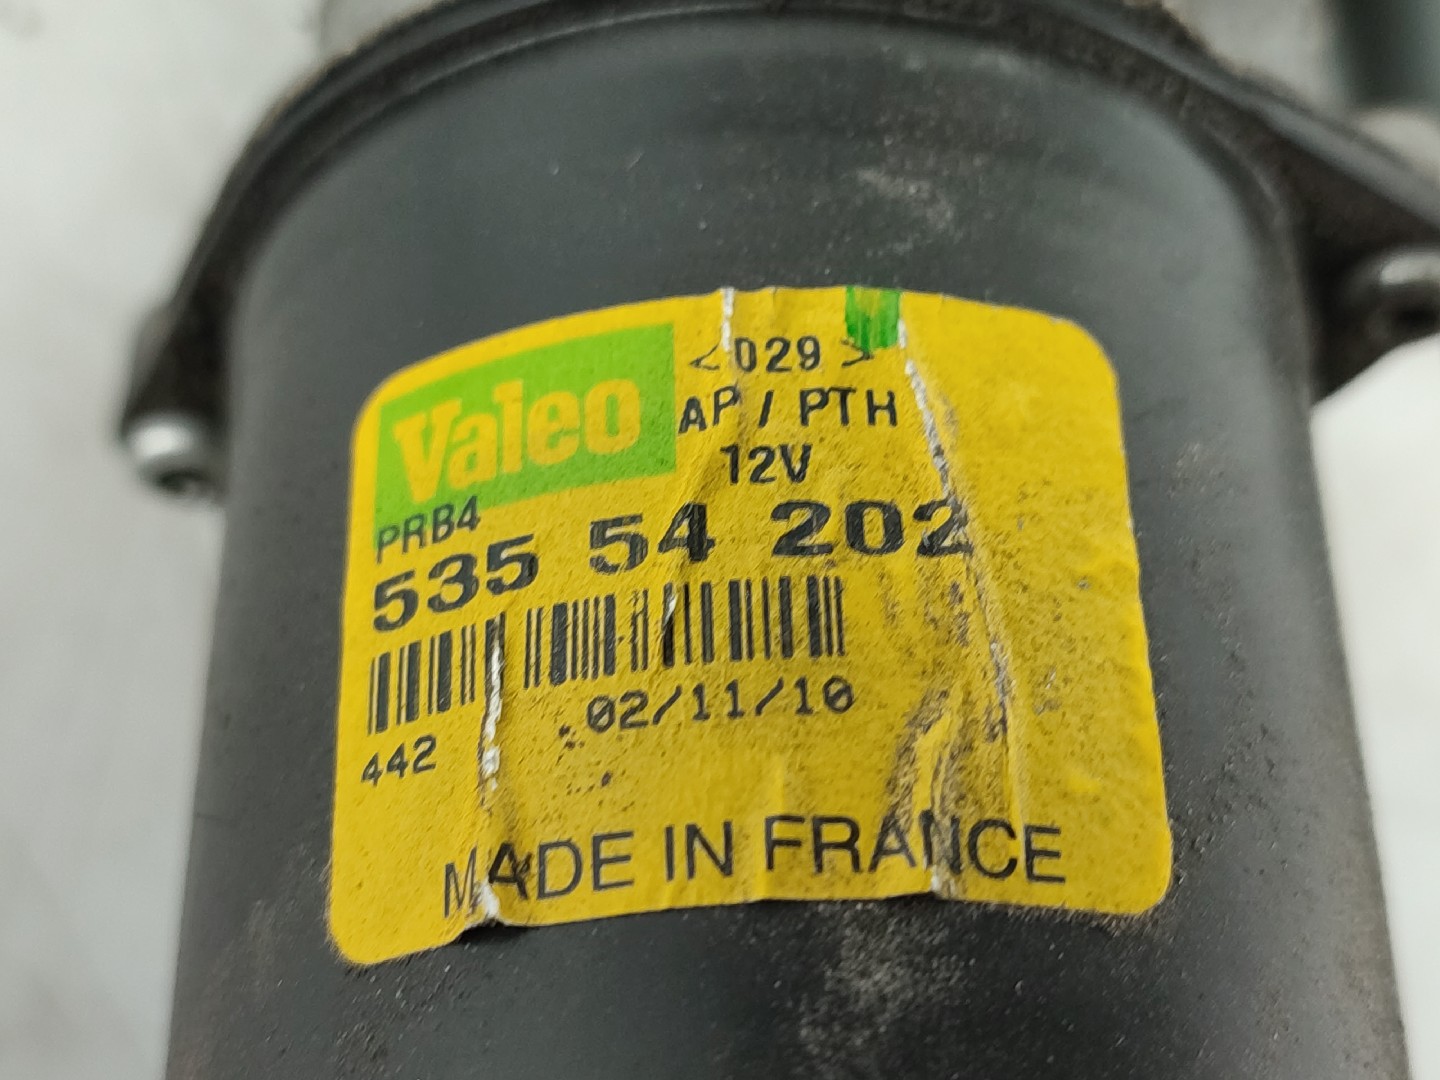 Valeo
<029>
AP / PTH
12V
PRB4
535 54 202
02/11/10
442
MADE IN FRANCE